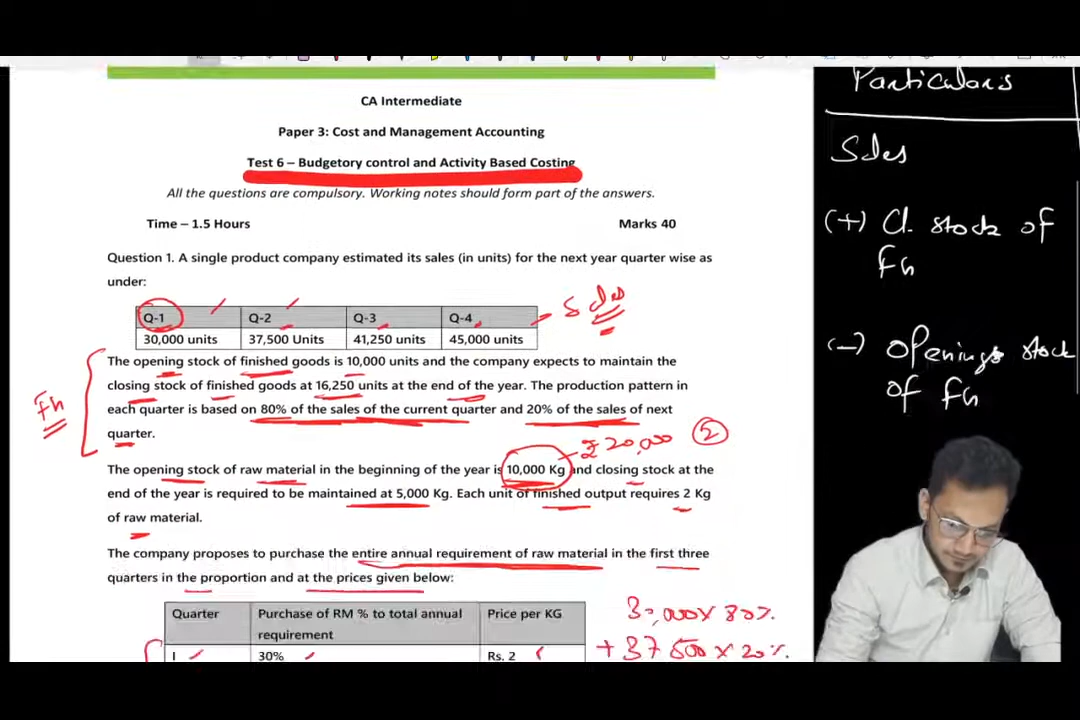 CA Intermediate
Paper 3: Cost and Management Accounting
Test 6 – Budgetory control and Activity Based Costing
All the questions are compulsory. Working notes should form part of the answers.
Time – 1.5 Hours Marks 40
Question 1. A single product company estimated its sales (in units) for the next year quarter wise as
under:
Q-1 Q-2 Q-3 Q-4
30,000 units 37,500 Units 41,250 units 45,000 units
Sales
The opening stock of finished goods is 10,000 units and the company expects to maintain the
closing stock of finished goods at 16,250 units at the end of the year. The production pattern in
each quarter is based on 80% of the sales of the current quarter and 20% of the sales of next
quarter.
₹20,000 2
The opening stock of raw material in the beginning of the year is 10,000 Kg and closing stock at the
end of the year is required to be maintained at 5,000 Kg. Each unit of finished output requires 2 Kg
of raw material.
The company proposes to purchase the entire annual requirement of raw material in the first three
quarters in the proportion and at the prices given below:
Quarter Purchase of RM % to total annual Price per KG
requirement
I 30% Rs. 2
30,000 x 80%
+ 37500 x 20%
Particulars
Sales
(+) Cl. stock of
(-) Opening stock
of